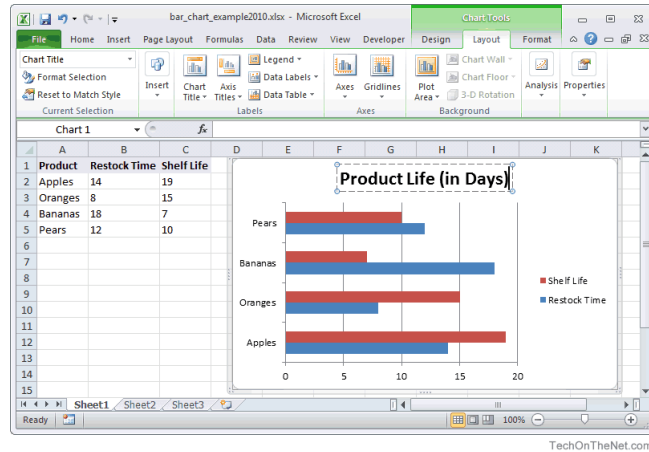 bar_chart_example2010.xlsx - Microsoft Excel
Chart Tools
File Home Insert Page Layout Formulas Data Review View Developer Design Layout Format
Chart Title
Format Selection
Reset to Match Style
Current Selection
Insert
Chart Title
Axis Titles
Legend
Data Labels
Data Table
Labels
Axes Gridlines
Axes
Plot Area
Chart Wall
Chart Floor
3-D Rotation
Background
Analysis Properties
Chart 1
fx
A B C D E F G H I J K
1 Product Restock Time Shelf Life
2 Apples 14 19
3 Oranges 8 15
4 Bananas 18 7
5 Pears 12 10
6
7
8
9
10
11
12
13
14
15
Product Life (in Days)
Pears
Bananas
Oranges
Apples
0 5 10 15 20
Shelf Life
Restock Time
Sheet1 Sheet2 Sheet3
Ready
100%
TechOnTheNet.com